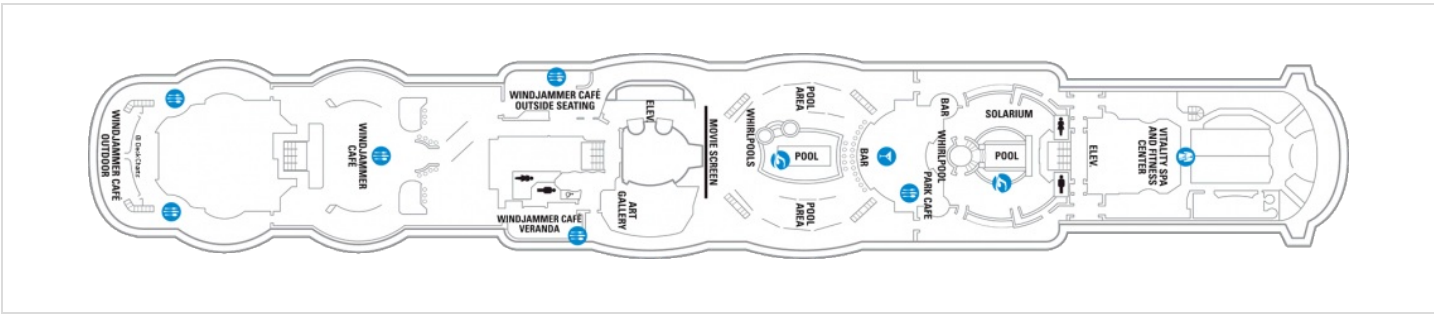 WINDJAMMER CAFÉ
OUTDOOR
WINDJAMMER
CAFÉ
WINDJAMMER CAFÉ
OUTSIDE SEATING
WINDJAMMER CAFÉ
VERANDA
ELEV.
ART
GALLERY
MOVIE SCREEN
WHIRLPOOLS
POOL
AREA
POOL
POOL
AREA
BAR
BAR
WHIRLPOOL
PARK CAFE
SOLARIUM
POOL
ELEV.
VITALITY SPA
AND FITNESS
CENTER